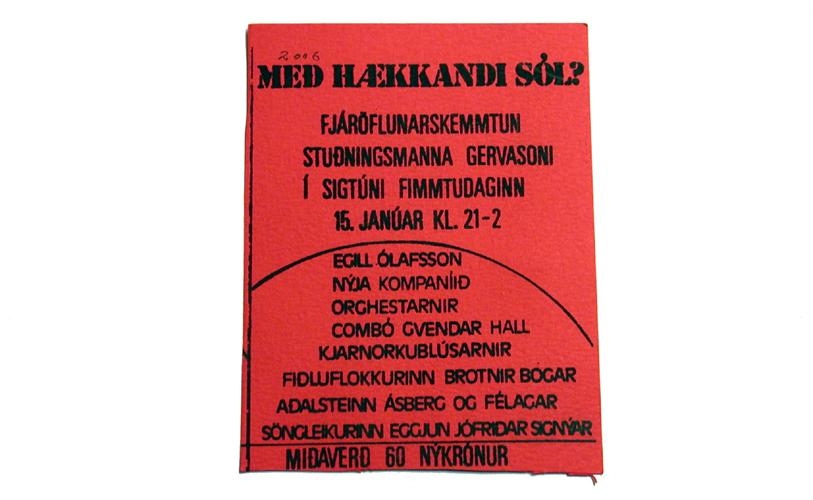 2006
MEÐ HÆKKANDI SÓL?
FJÁRÖFLUNARSKEMMTUN
STUÐNINGSMANNA GERVASONI
Í SIGTÚNI FIMMTUDAGINN
15. JANÚAR KL. 21-2
EGILL ÓLAFSSON
NÝJA KOMPANÍIÐ
ORGHESTARNIR
COMBÓ GVENDAR HALL
KJARNORKUBLÚSARNIR
FIÐLUFLOKKURINN BROTNIR BOGAR
AÐALSTEINN ÁSBERG OG FÉLAGAR
SÖNGLEIKURINN EGGJUN JÓFRÍÐAR SIGNÝAR
MIÐAVERÐ 60 NÝKRÓNUR